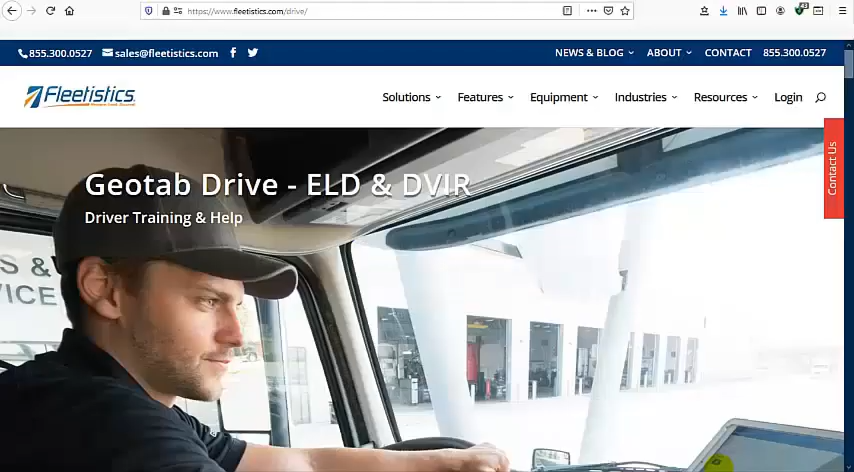 https://www.fleetistics.com/drive/
855.300.0527 sales@fleetistics.com NEWS & BLOG ABOUT CONTACT 855.300.0527
Fleetistics
Solutions Features Equipment Industries Resources Login
Contact Us
Geotab Drive - ELD & DVIR
Driver Training & Help
S &
VICE